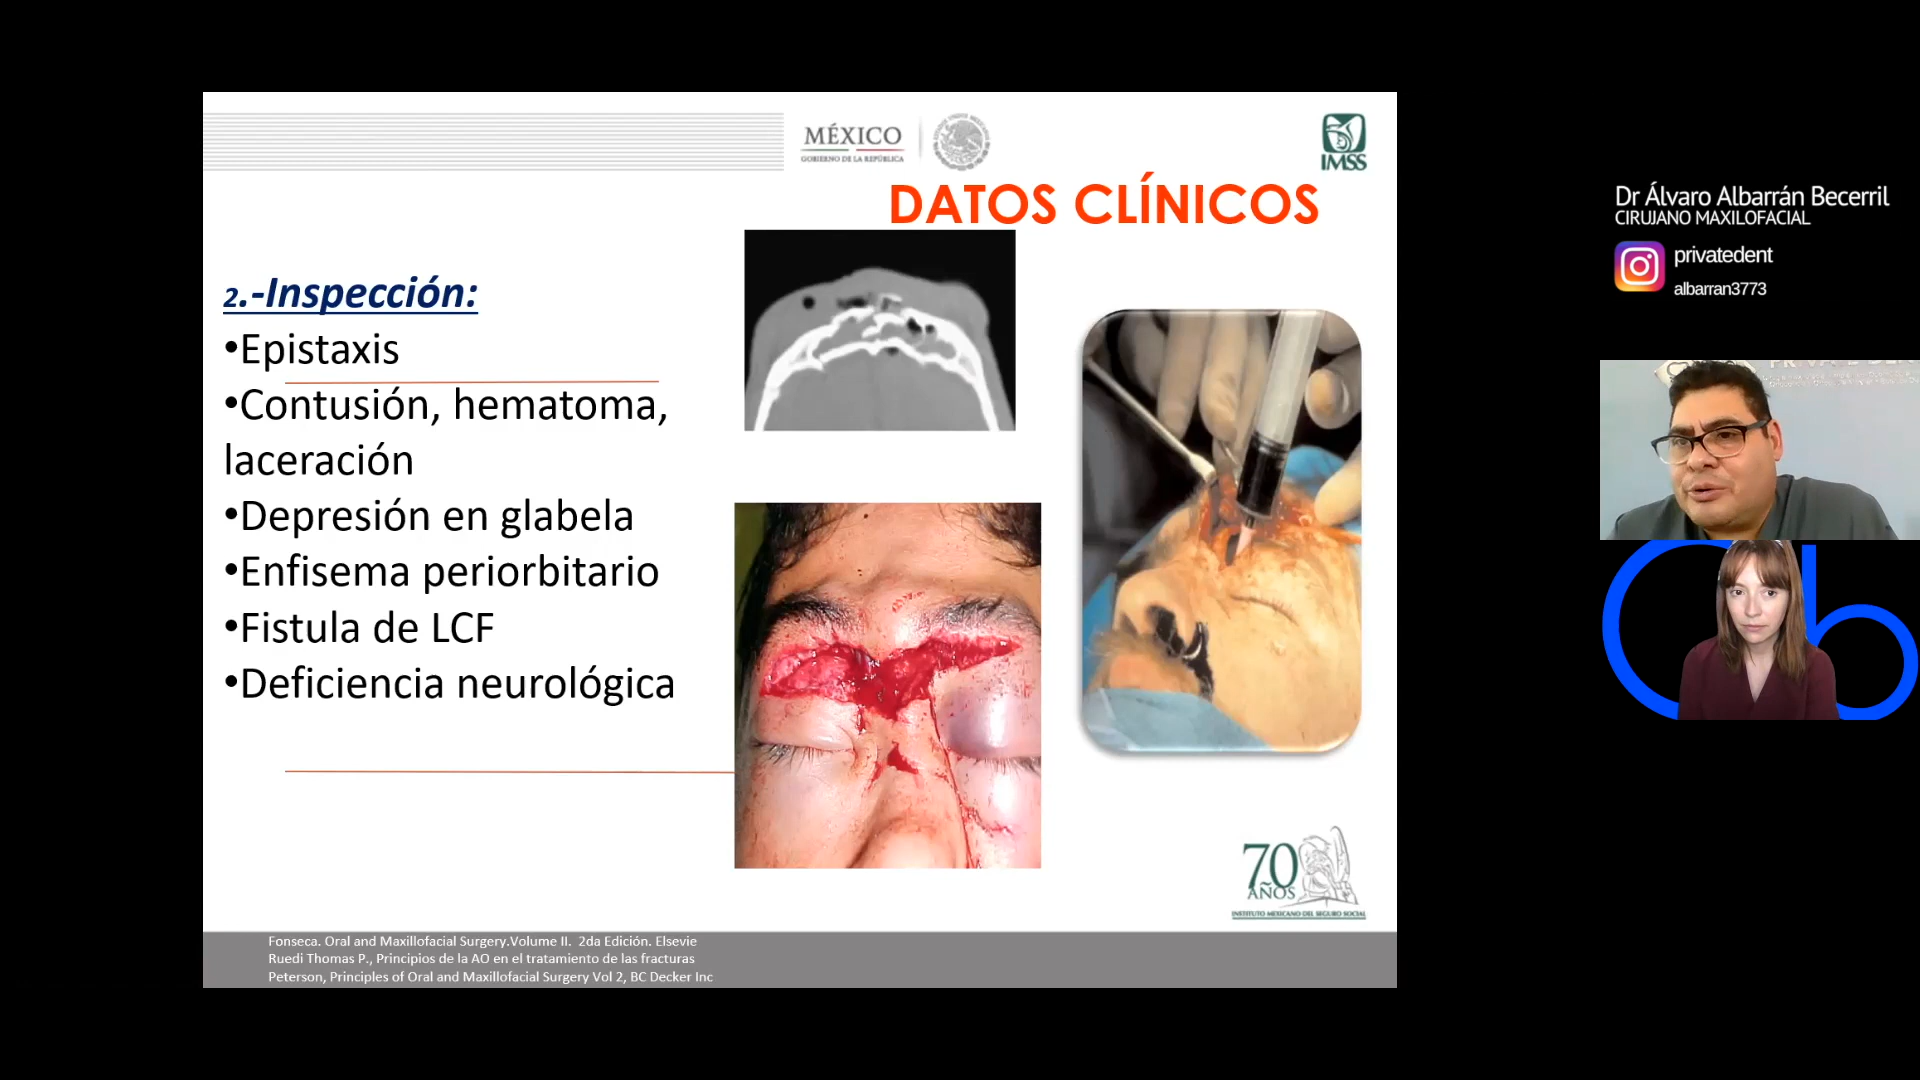 MÉXICO
GOBIERNO DE LA REPÚBLICA
IMSS
DATOS CLÍNICOS
2.-Inspección:
•Epistaxis
•Contusión, hematoma,
laceración
•Depresión en glabela
•Enfisema periorbitario
•Fistula de LCF
•Deficiencia neurológica
70
AÑOS
INSTITUTO MEXICANO DEL SEGURO SOCIAL
Fonseca. Oral and Maxillofacial Surgery.Volume II.  2da Edición. Elsevie
Ruedi Thomas P., Principios de la AO en el tratamiento de las fracturas
Peterson, Principles of Oral and Maxillofacial Surgery Vol 2, BC Decker Inc
Dr Álvaro Albarrán Becerril
CIRUJANO MAXILOFACIAL
privatedent
albarran3773